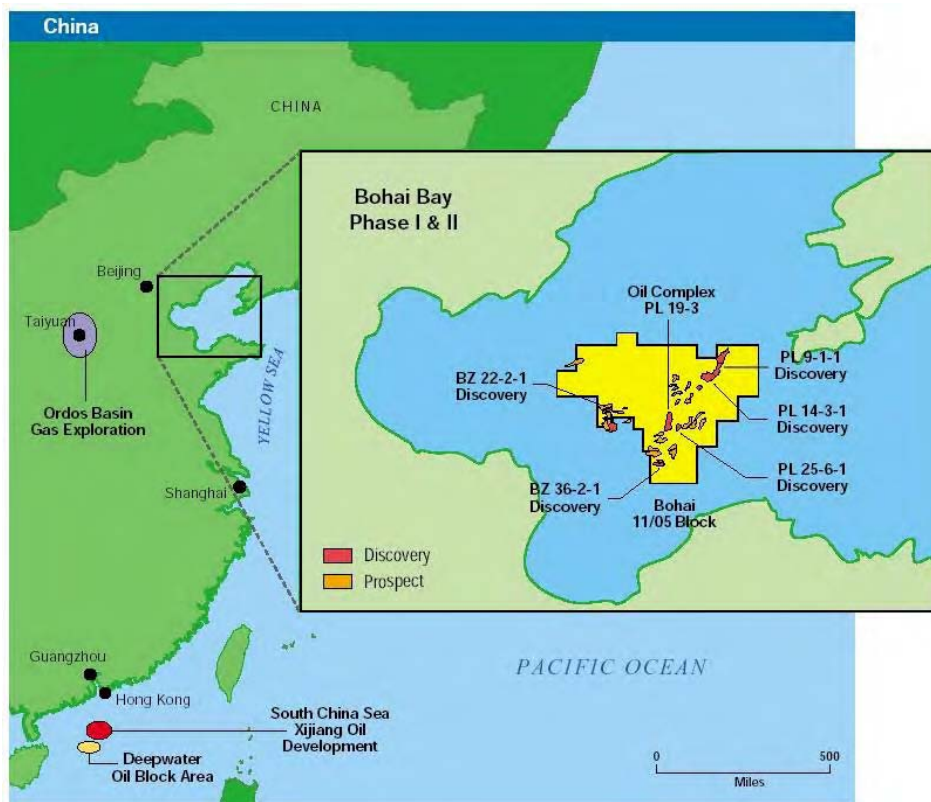 China
CHINA
Bohai Bay
Phase I & II
Beijing
Oil Complex
PL 19-3
Taiyuan
PL 9-1-1
Discovery
BZ 22-2-1
Discovery
YELLOW SEA
Ordos Basin
Gas Exploration
PL 14-3-1
Discovery
PL 25-6-1
Discovery
Shanghai
BZ 36-2-1
Discovery
Bohai
11/05 Block
Discovery
Prospect
Guangzhou
PACIFIC OCEAN
Hong Kong
South China Sea
Xijiang Oil
Development
Deepwater
Oil Block Area
0
500
Miles